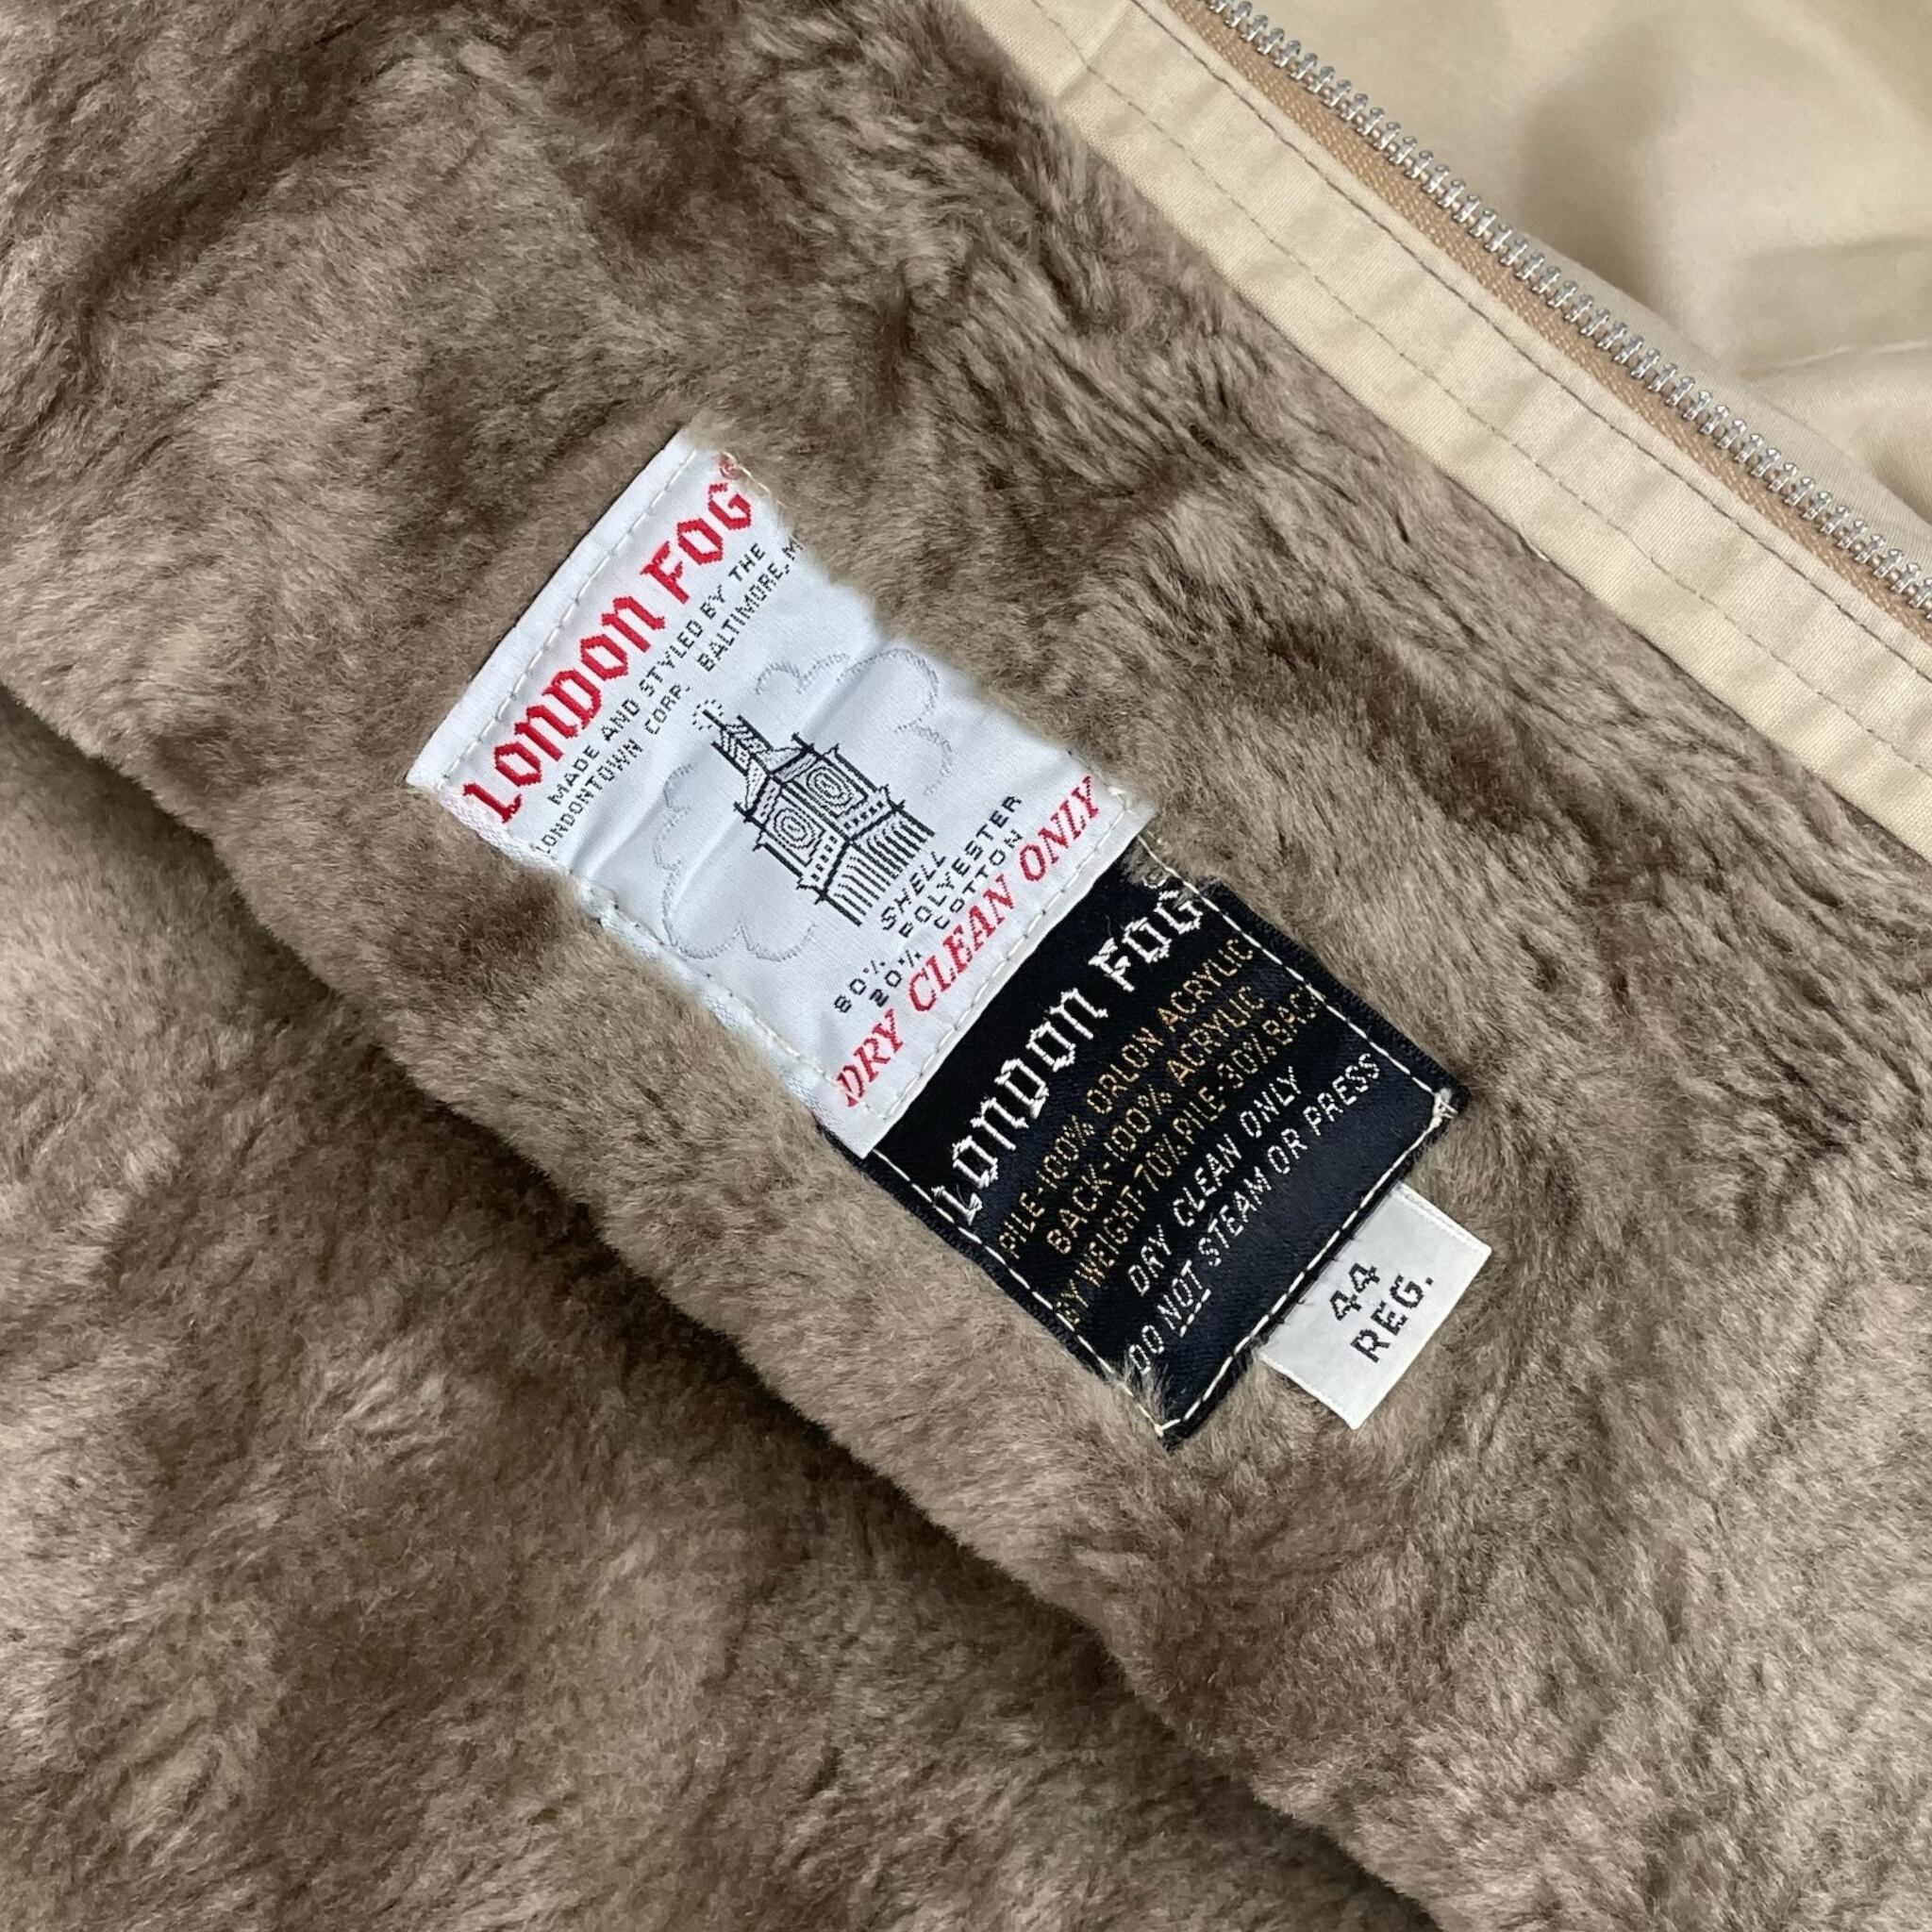 LONDON FOG®
MADE AND STYLED BY THE
LONDONTOWN CORP. BALTIMORE, M
SHELL
80% POLYESTER
20% COTTON
DRY CLEAN ONLY
LONDON FOG®
PILE-100% ORLON ACRYLIC
BACK-100% ACRYLIC
RY WEIGHT-70% PILE-30% BACK
DRY CLEAN ONLY
DO NOT STEAM OR PRESS
44
REG.